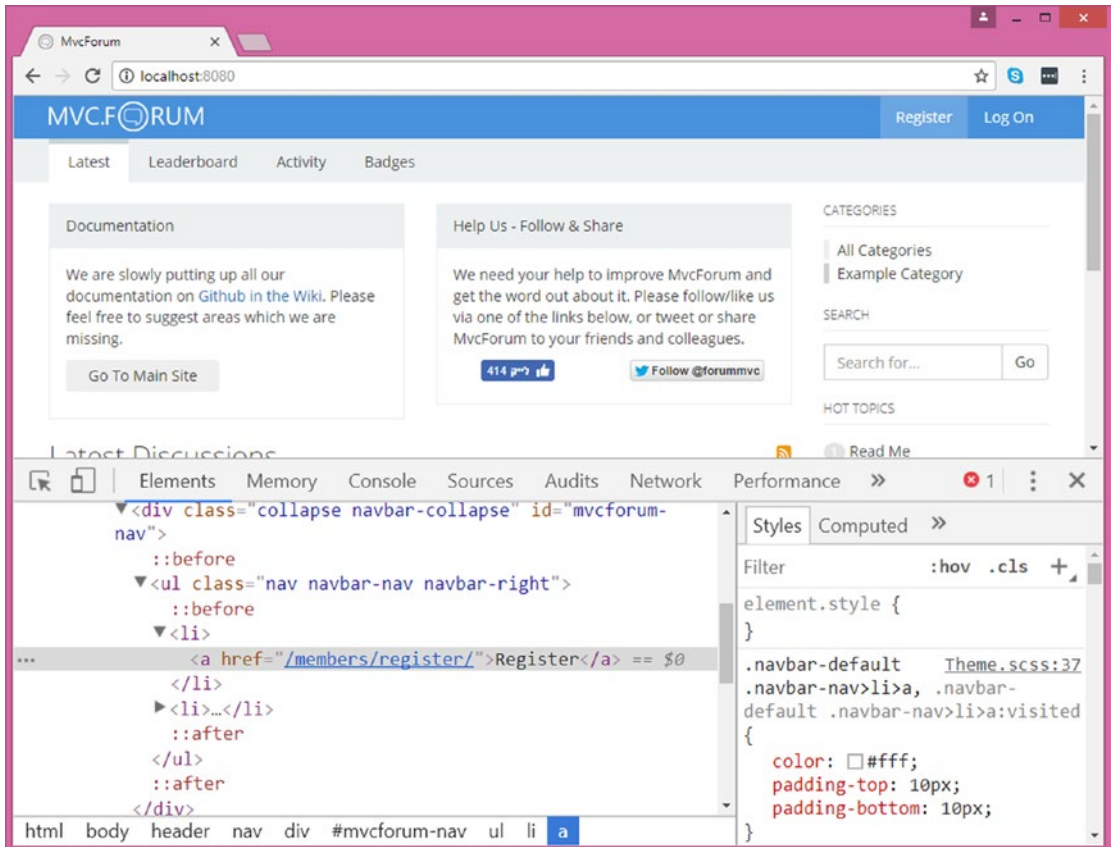 MvcForum
localhost:8080
MVC.FORUM
Register
Log On
Latest
Leaderboard
Activity
Badges
Documentation
We are slowly putting up all our
documentation on Github in the Wiki. Please
feel free to suggest areas which we are
missing.
Go To Main Site
Help Us - Follow & Share
We need your help to improve MvcForum and
get the word out about it. Please follow/like us
via one of the links below, or tweet or share
MvcForum to your friends and colleagues.
414 לייק
Follow @forummvc
CATEGORIES
All Categories
Example Category
SEARCH
Search for...
Go
HOT TOPICS
1 Read Me
Latest Discussions
Elements Memory Console Sources Audits Network Performance » 1
▼<div class="collapse navbar-collapse" id="mvcforum-
nav">
::before
▼<ul class="nav navbar-nav navbar-right">
::before
▼<li>
... <a href="/members/register/">Register</a> == $0
</li>
▶<li>…</li>
::after
</ul>
::after
</div>
html body header nav div #mvcforum-nav ul li a
Styles Computed »
Filter :hov .cls +
element.style {
}
.navbar-default Theme.scss:37
.navbar-nav>li>a, .navbar-
default .navbar-nav>li>a:visited
{
color: #fff;
padding-top: 10px;
padding-bottom: 10px;
}